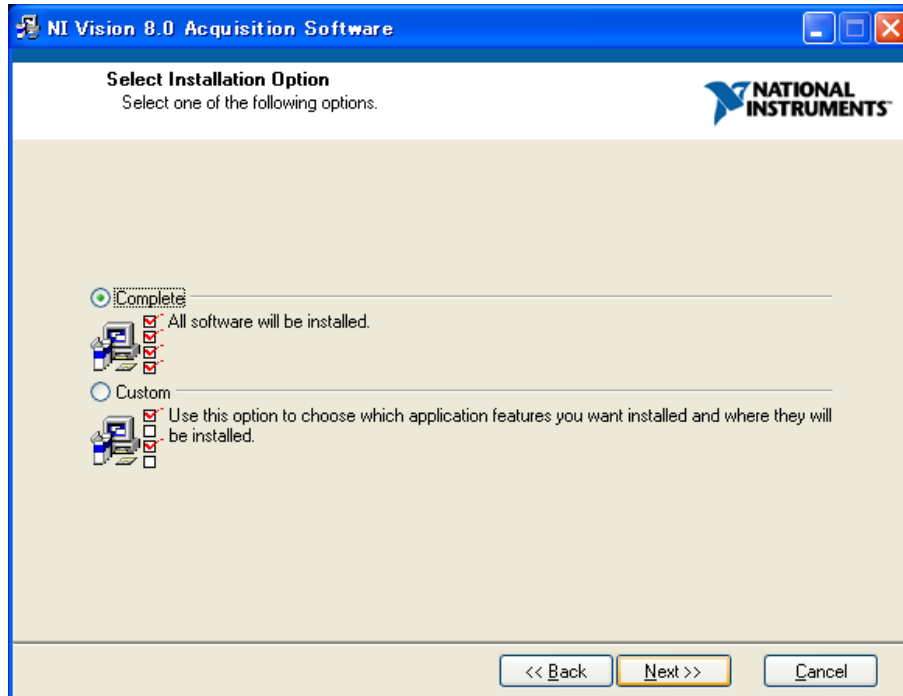 NI Vision 8.0 Acquisition Software
Select Installation Option
Select one of the following options.
NATIONAL
INSTRUMENTS
Complete
All software will be installed.
Custom
Use this option to choose which application features you want installed and where they will
be installed.
<< Back
Next >>
Cancel